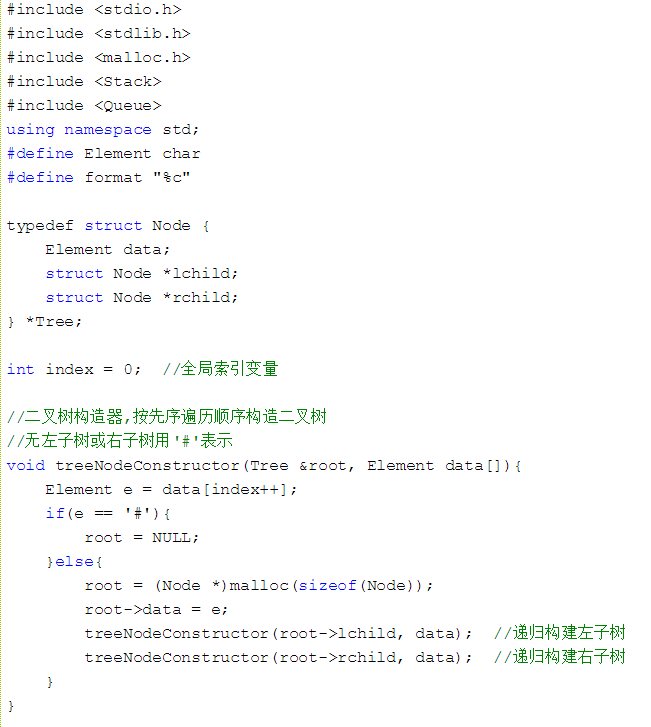 #include <stdio.h>
#include <stdlib.h>
#include <malloc.h>
#include <Stack>
#include <Queue>
using namespace std;
#define Element char
#define format "%c"

typedef struct Node {
    Element data;
    struct Node *lchild;
    struct Node *rchild;
} *Tree;

int index = 0;  //全局索引变量

//二叉树构造器,按先序遍历顺序构造二叉树
//无左子树或右子树用'#'表示
void treeNodeConstructor(Tree &root, Element data[]){
    Element e = data[index++];
    if(e == '#'){
        root = NULL;
    }else{
        root = (Node *)malloc(sizeof(Node));
        root->data = e;
        treeNodeConstructor(root->lchild, data);  //递归构建左子树
        treeNodeConstructor(root->rchild, data);  //递归构建右子树
    }
}